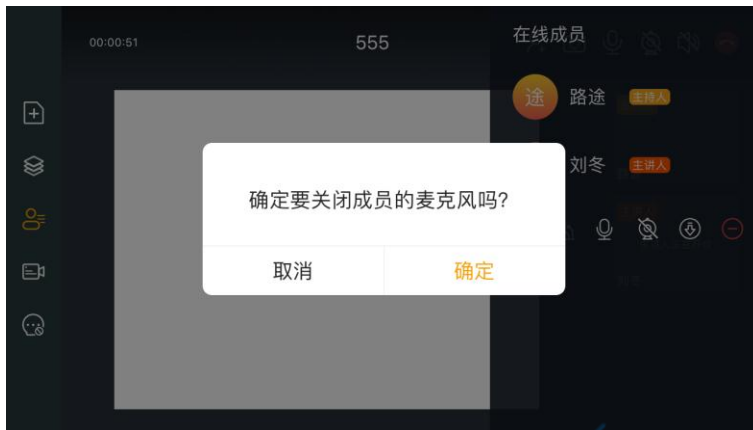 00:00:51
555
在线成员
途
路途
主持人
刘冬
主讲人
确定要关闭成员的麦克风吗?
取消
确定